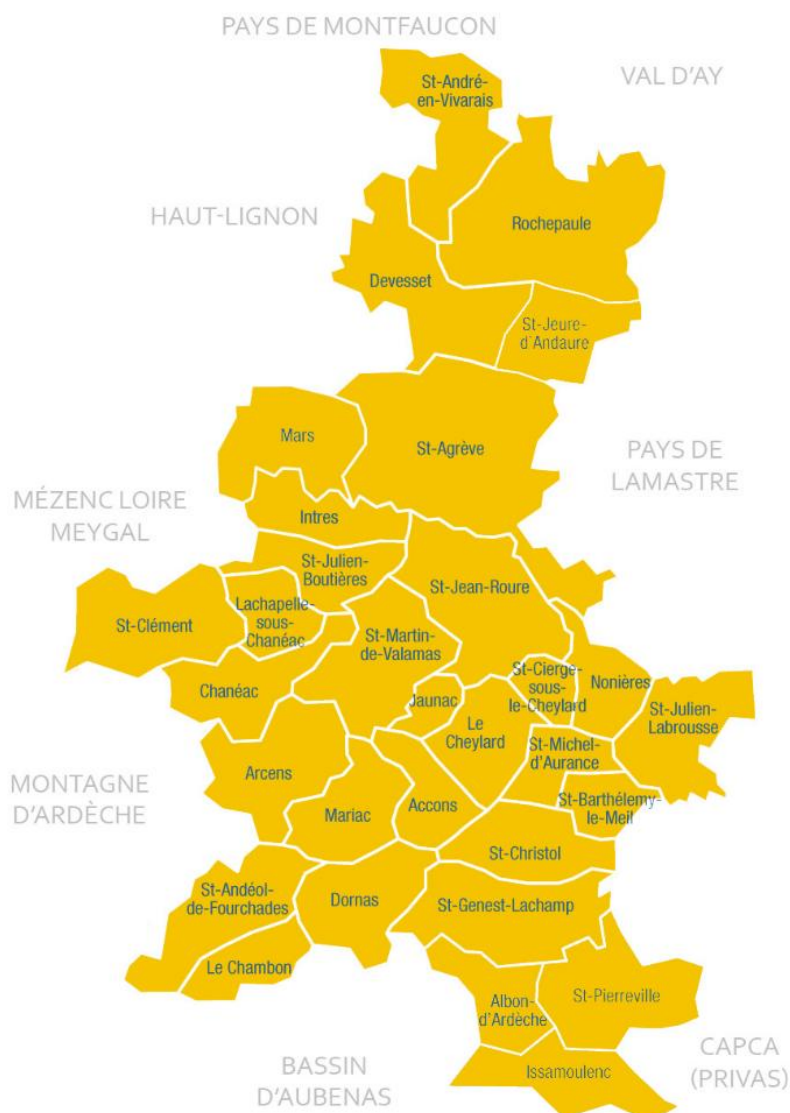 PAYS DE MONTFAUCON
VAL D'AY
St-André-
en-Vivarais
HAUT-LIGNON
Rochepaule
Devesset
St-Jeure-
d'Andaure
Mars
St-Agrève
PAYS DE
LAMASTRE
MÉZENC LOIRE
MEYGAL
Intres
St-Julien-
Boutières
St-Jean-Roure
Lachapelle-
sous-
Chanéac
St-Clément
St-Martin-
de-Valamas
Chanéac
St-Cierge-
sous-
le-Cheylard
Nonières
Jaunac
St-Julien-
Labrousse
Le
Cheylard
St-Michel-
d'Aurance
Arcens
MONTAGNE
D'ARDÈCHE
Mariac
Accons
St-Barthélemy-
le-Meil
St-Christol
St-Andéol-
de-Fourchades
Dornas
St-Genest-Lachamp
Le Chambon
Albon-
d'Ardèche
St-Pierreville
Issamoulenc
BASSIN
D'AUBENAS
CAPCA
(PRIVAS)